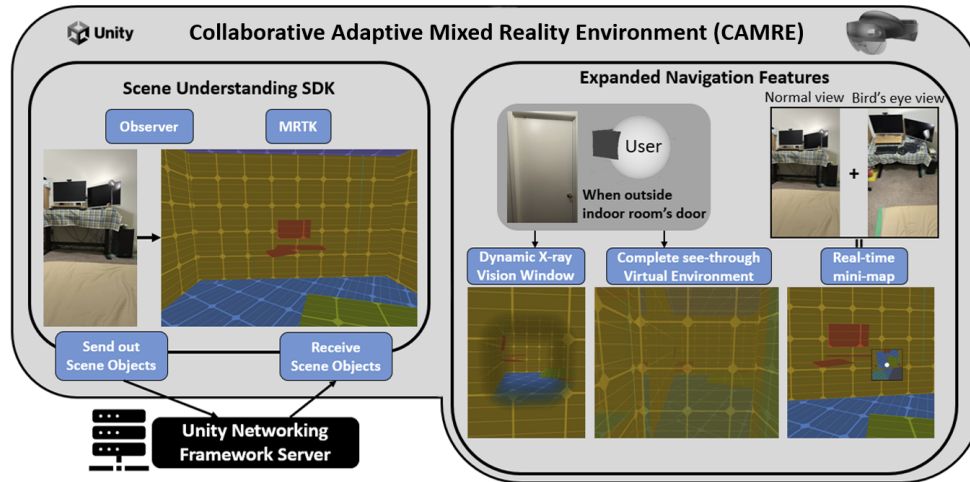 Unity
Collaborative Adaptive Mixed Reality Environment (CAMRE)
Scene Understanding SDK
Observer
MRTK
Send out
Scene Objects
Receive
Scene Objects
Unity Networking
Framework Server
Expanded Navigation Features
User
When outside
indoor room's door
Normal view
Bird's eye view
+
=
Dynamic X-ray
Vision Window
Complete see-through
Virtual Environment
Real-time
mini-map